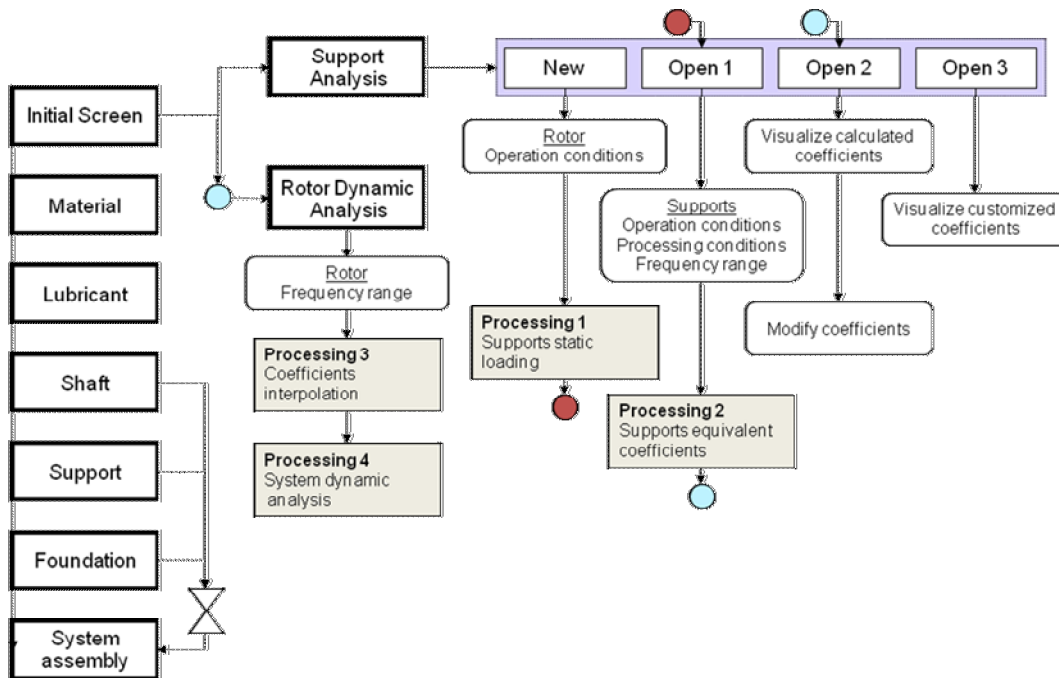 Initial Screen
Material
Lubricant
Shaft
Support
Foundation
System
assembly
Support
Analysis
Rotor Dynamic
Analysis
Rotor
Frequency range
Processing 3
Coefficients
interpolation
Processing 4
System dynamic
analysis
New
Open 1
Open 2
Open 3
Rotor
Operation conditions
Processing 1
Supports static
loading
Supports
Operation conditions
Processing conditions
Frequency range
Processing 2
Supports equivalent
coefficients
Visualize calculated
coefficients
Modify coefficients
Visualize customized
coefficients